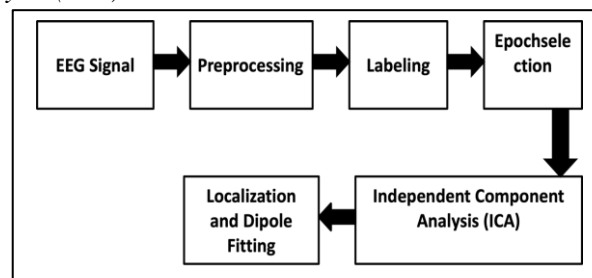 EEG Signal
Preprocessing
Labeling
Epochsele
ction
Independent Component
Analysis (ICA)
Localization
and Dipole
Fitting